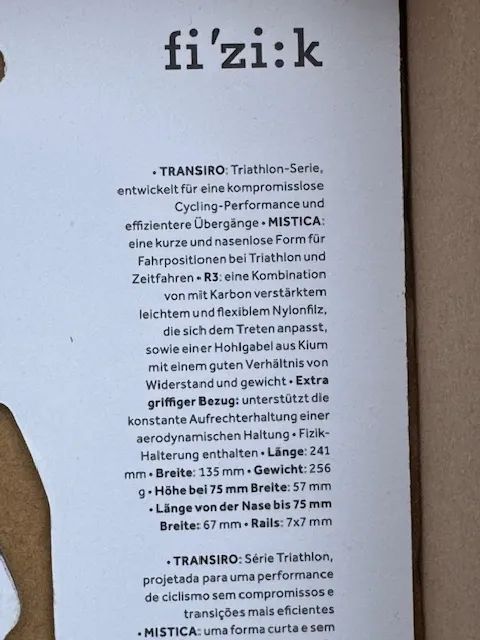 fi'zi:k
• TRANSIRO: Triathlon-Serie,
entwickelt für eine kompromisslose
Cycling-Performance und
effizientere Übergänge • MISTICA:
eine kurze und nasenlose Form für
Fahrpositionen bei Triathlon und
Zeitfahren • R3: eine Kombination
von mit Karbon verstärktem
leichtem und flexiblem Nylonfilz,
die sich dem Treten anpasst,
sowie einer Hohlgabel aus Kium
mit einem guten Verhältnis von
Widerstand und gewicht • Extra
griffiger Bezug: unterstützt die
konstante Aufrechterhaltung einer
aerodynamischen Haltung • Fizik-
Halterung enthalten • Länge: 241
mm • Breite: 135 mm • Gewicht: 256
g • Höhe bei 75 mm Breite: 57 mm
• Länge von der Nase bis 75 mm
Breite: 67 mm • Rails: 7x7 mm
• TRANSIRO: Série Triathlon,
projetada para uma performance
de ciclismo sem compromissos e
transições mais eficientes
• MISTICA: uma forma curta e sem